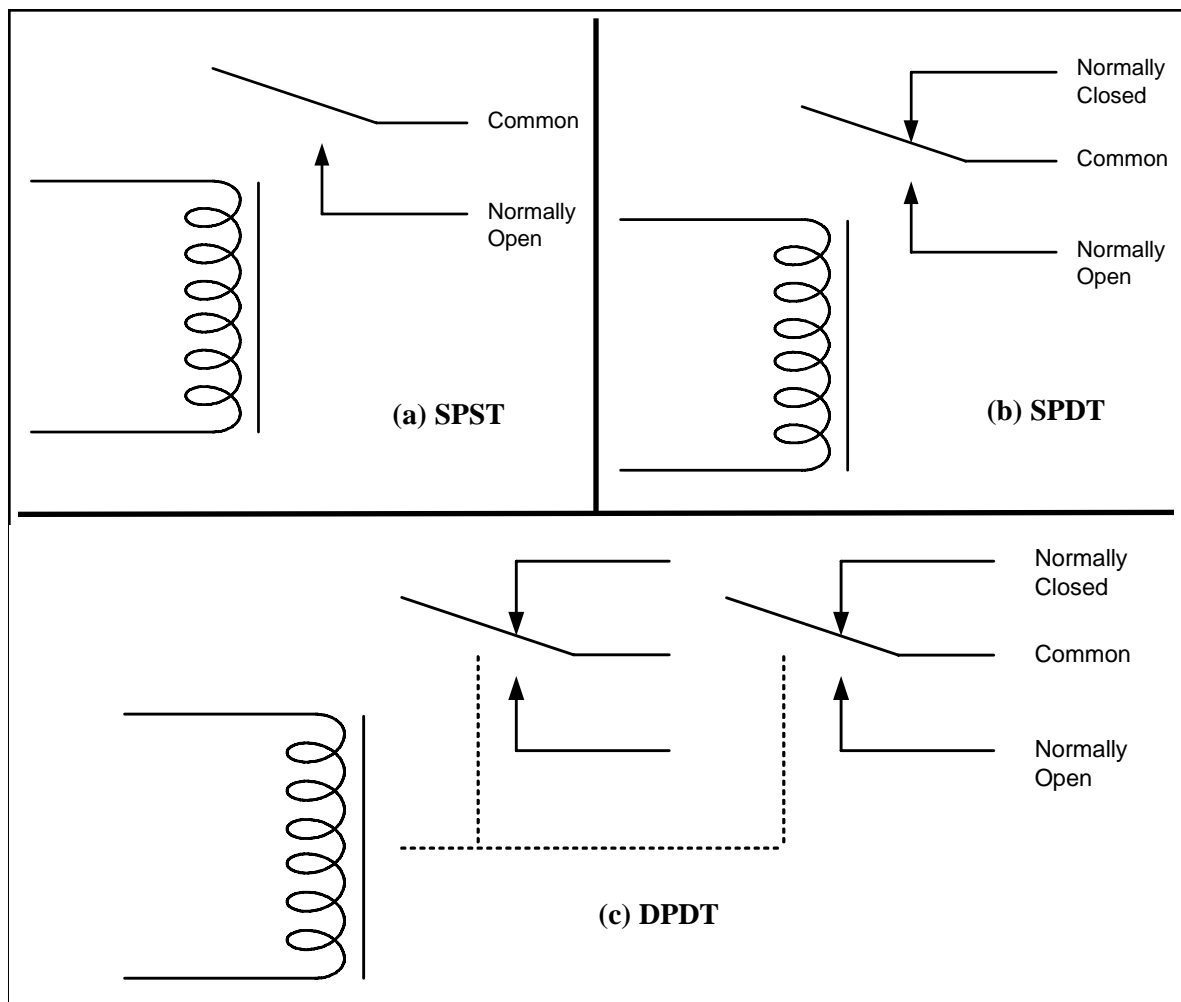 Common
Normally
Open
(a) SPST
Normally
Closed
Common
Normally
Open
(b) SPDT
Normally
Closed
Common
Normally
Open
(c) DPDT